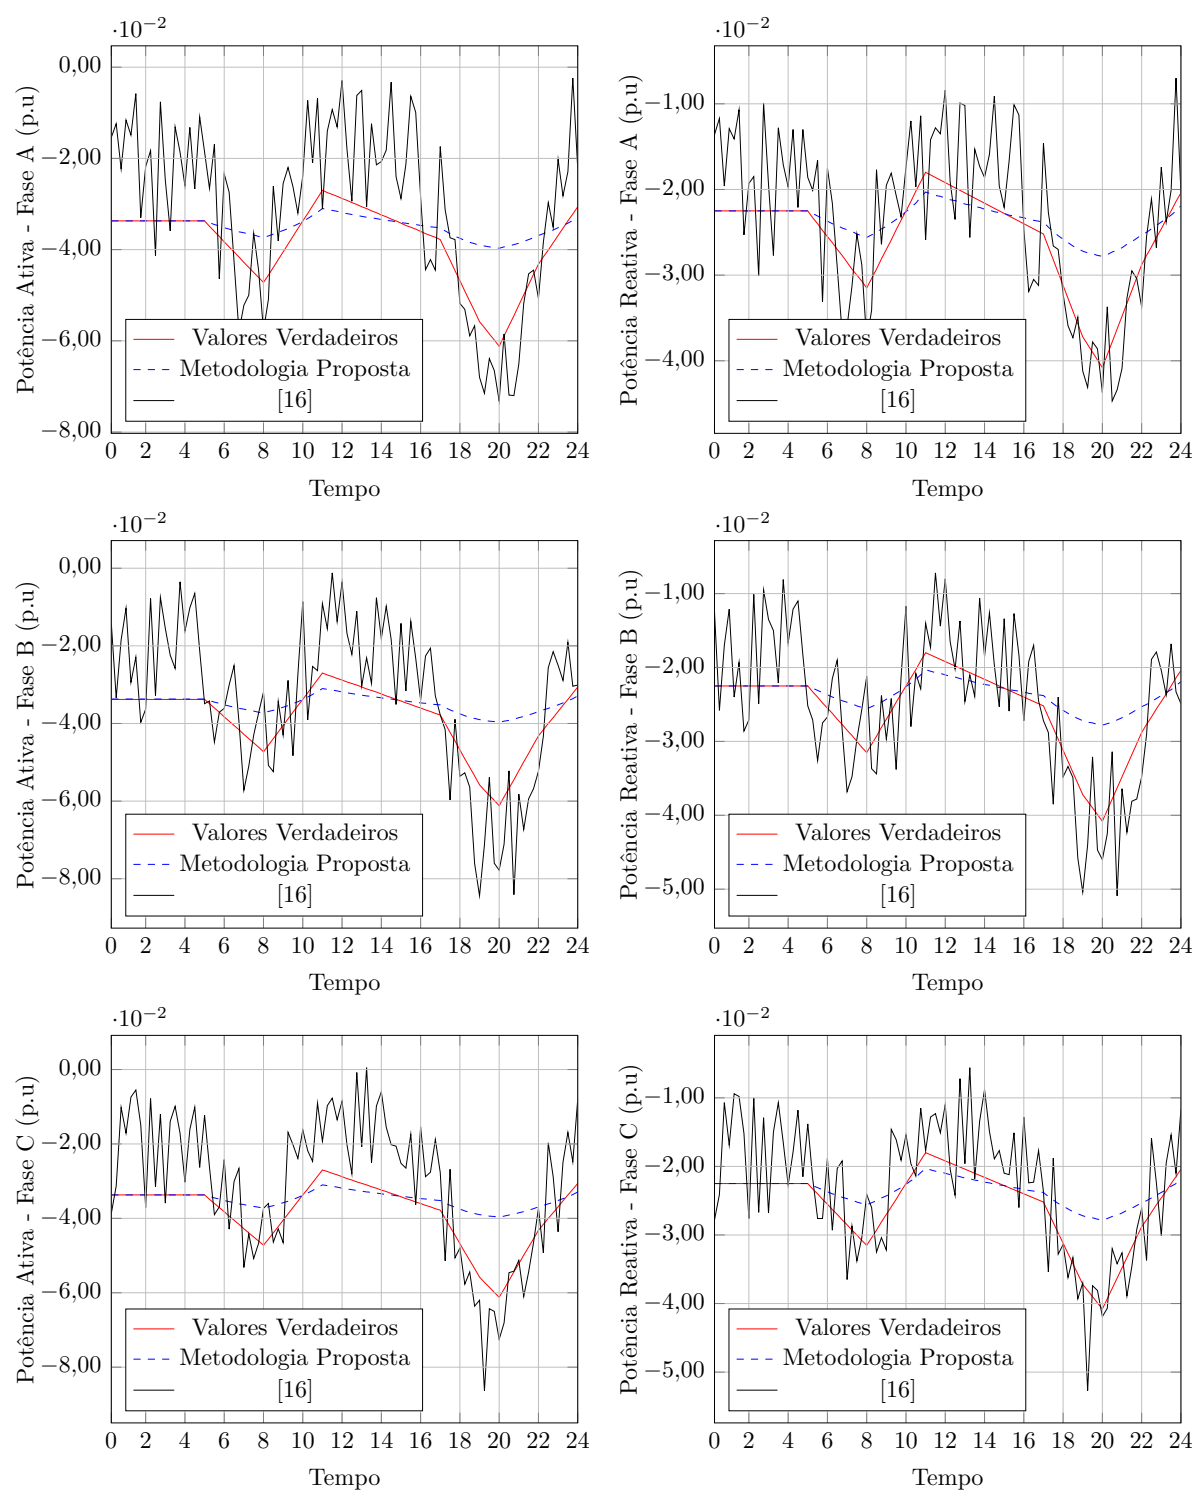 ·10−2
·10−2
Potência Ativa - Fase A (p.u)
0,00
−2,00
−4,00
−6,00
−8,00
Valores Verdadeiros
Metodologia Proposta
[16]
0 2 4 6 8 10 12 14 16 18 20 22 24
Tempo
Potência Reativa - Fase A (p.u)
−1,00
−2,00
−3,00
−4,00
Valores Verdadeiros
Metodologia Proposta
[16]
0 2 4 6 8 10 12 14 16 18 20 22 24
Tempo
·10−2
·10−2
Potência Ativa - Fase B (p.u)
0,00
−2,00
−4,00
−6,00
−8,00
Valores Verdadeiros
Metodologia Proposta
[16]
0 2 4 6 8 10 12 14 16 18 20 22 24
Tempo
Potência Reativa - Fase B (p.u)
−1,00
−2,00
−3,00
−4,00
−5,00
Valores Verdadeiros
Metodologia Proposta
[16]
0 2 4 6 8 10 12 14 16 18 20 22 24
Tempo
·10−2
·10−2
Potência Ativa - Fase C (p.u)
0,00
−2,00
−4,00
−6,00
−8,00
Valores Verdadeiros
Metodologia Proposta
[16]
0 2 4 6 8 10 12 14 16 18 20 22 24
Tempo
Potência Reativa - Fase C (p.u)
−1,00
−2,00
−3,00
−4,00
−5,00
Valores Verdadeiros
Metodologia Proposta
[16]
0 2 4 6 8 10 12 14 16 18 20 22 24
Tempo